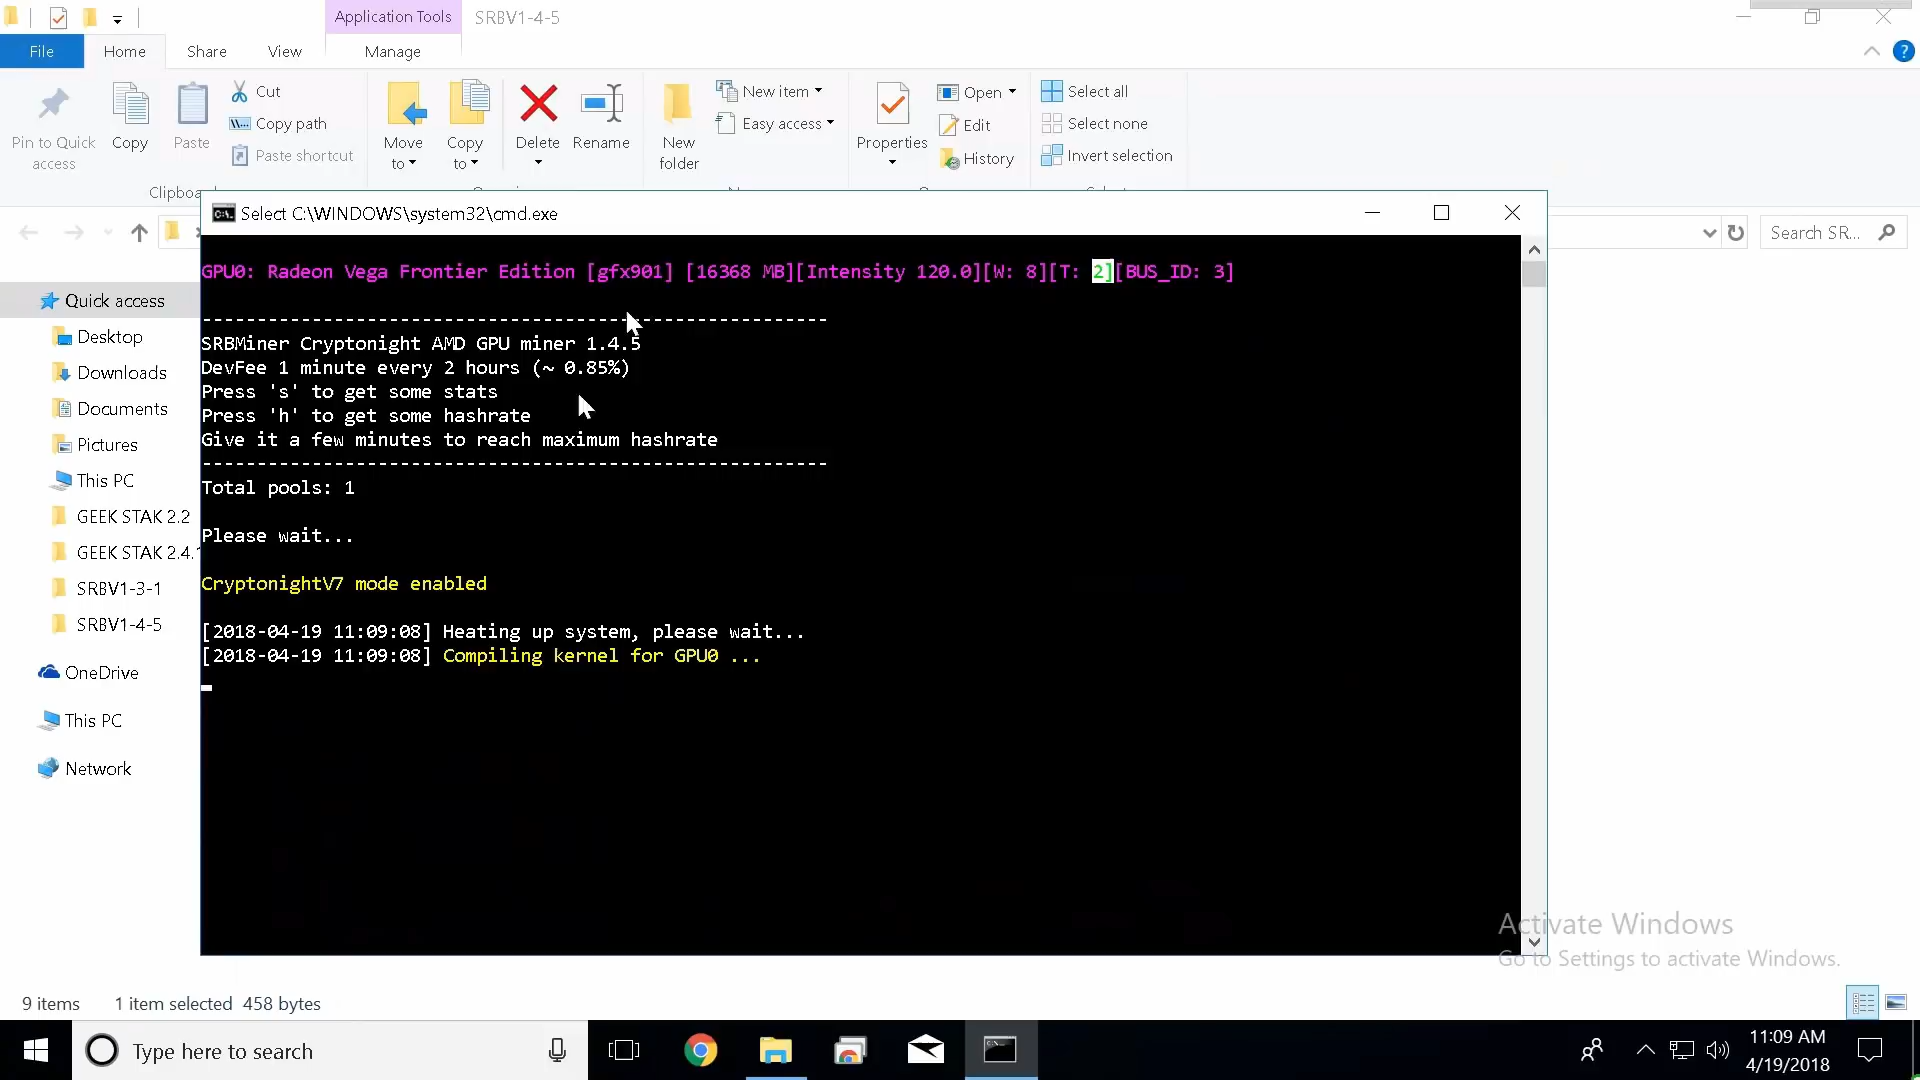 Application Tools
SRBV1-4-5
File
Home
Share
View
Manage
Pin to Quick access
Copy
Paste
Cut
Copy path
Paste shortcut
Move to
Copy to
Delete
Rename
New folder
New item
Easy access
Properties
Open
Edit
History
Select all
Select none
Invert selection
Select C:\WINDOWS\system32\cmd.exe
Search SR...
Quick access
Desktop
Downloads
Documents
Pictures
This PC
GEEK STAK 2.2
GEEK STAK 2.4.
SRBV1-3-1
SRBV1-4-5
OneDrive
This PC
Network
GPU0: Radeon Vega Frontier Edition [gfx901] [16368 MB][Intensity 120.0][W: 8][T: 2][BUS_ID: 3]
---------------------------------------------------------
SRBMiner Cryptonight AMD GPU miner 1.4.5
DevFee 1 minute every 2 hours (~ 0.85%)
Press 's' to get some stats
Press 'h' to get some hashrate
Give it a few minutes to reach maximum hashrate
---------------------------------------------------------
Total pools: 1
Please wait...
CryptonightV7 mode enabled
[2018-04-19 11:09:08] Heating up system, please wait...
[2018-04-19 11:09:08] Compiling kernel for GPU0 ...
Activate Windows
Go to Settings to activate Windows.
9 items
1 item selected 458 bytes
Type here to search
11:09 AM
4/19/2018